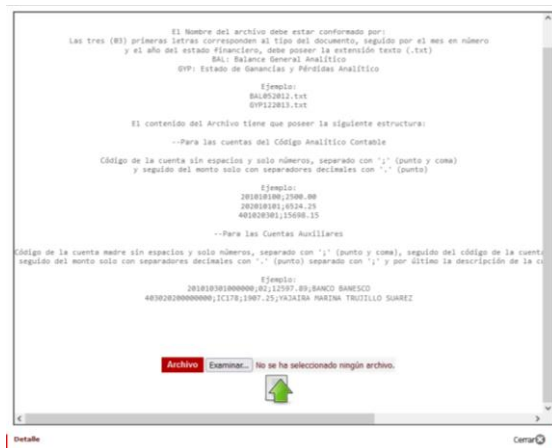 El Nombre del archivo debe estar conformado por:
Las tres (03) primeras letras corresponden al tipo del documento, seguido por el mes en número
y el año del estado financiero, debe poseer la extensión texto (.txt)
BAL: Balance General Analítico
GYP: Estado de Ganancias y Pérdidas Analítico
Ejemplo:
BAL052012.txt
GYP122013.txt
El contenido del Archivo tiene que poseer la siguiente estructura:
--Para las cuentas del Código Analítico Contable
Código de la cuenta sin espacios y solo números, separado con ';' (punto y coma)
y seguido del monto solo con separadores decimales con '.' (punto)
Ejemplo:
201010100;2500.00
202010101;6524.25
401020301;15698.15
--Para las Cuentas Auxiliares
Código de la cuenta madre sin espacios y solo números, separado con ';' (punto y coma), seguido del código de la cuent
seguido del monto solo con separadores decimales con '.' (punto) separado con ';' y por último la descripción de la cu
Ejemplo:
201010301000000;02;12597.89;BANCO BANESCO
403020200000000;IC178;1907.25;YAJAIRA MARINA TRUJILLO SUAREZ
Archivo Examinar... No se ha seleccionado ningún archivo.
Detalle Cerrar